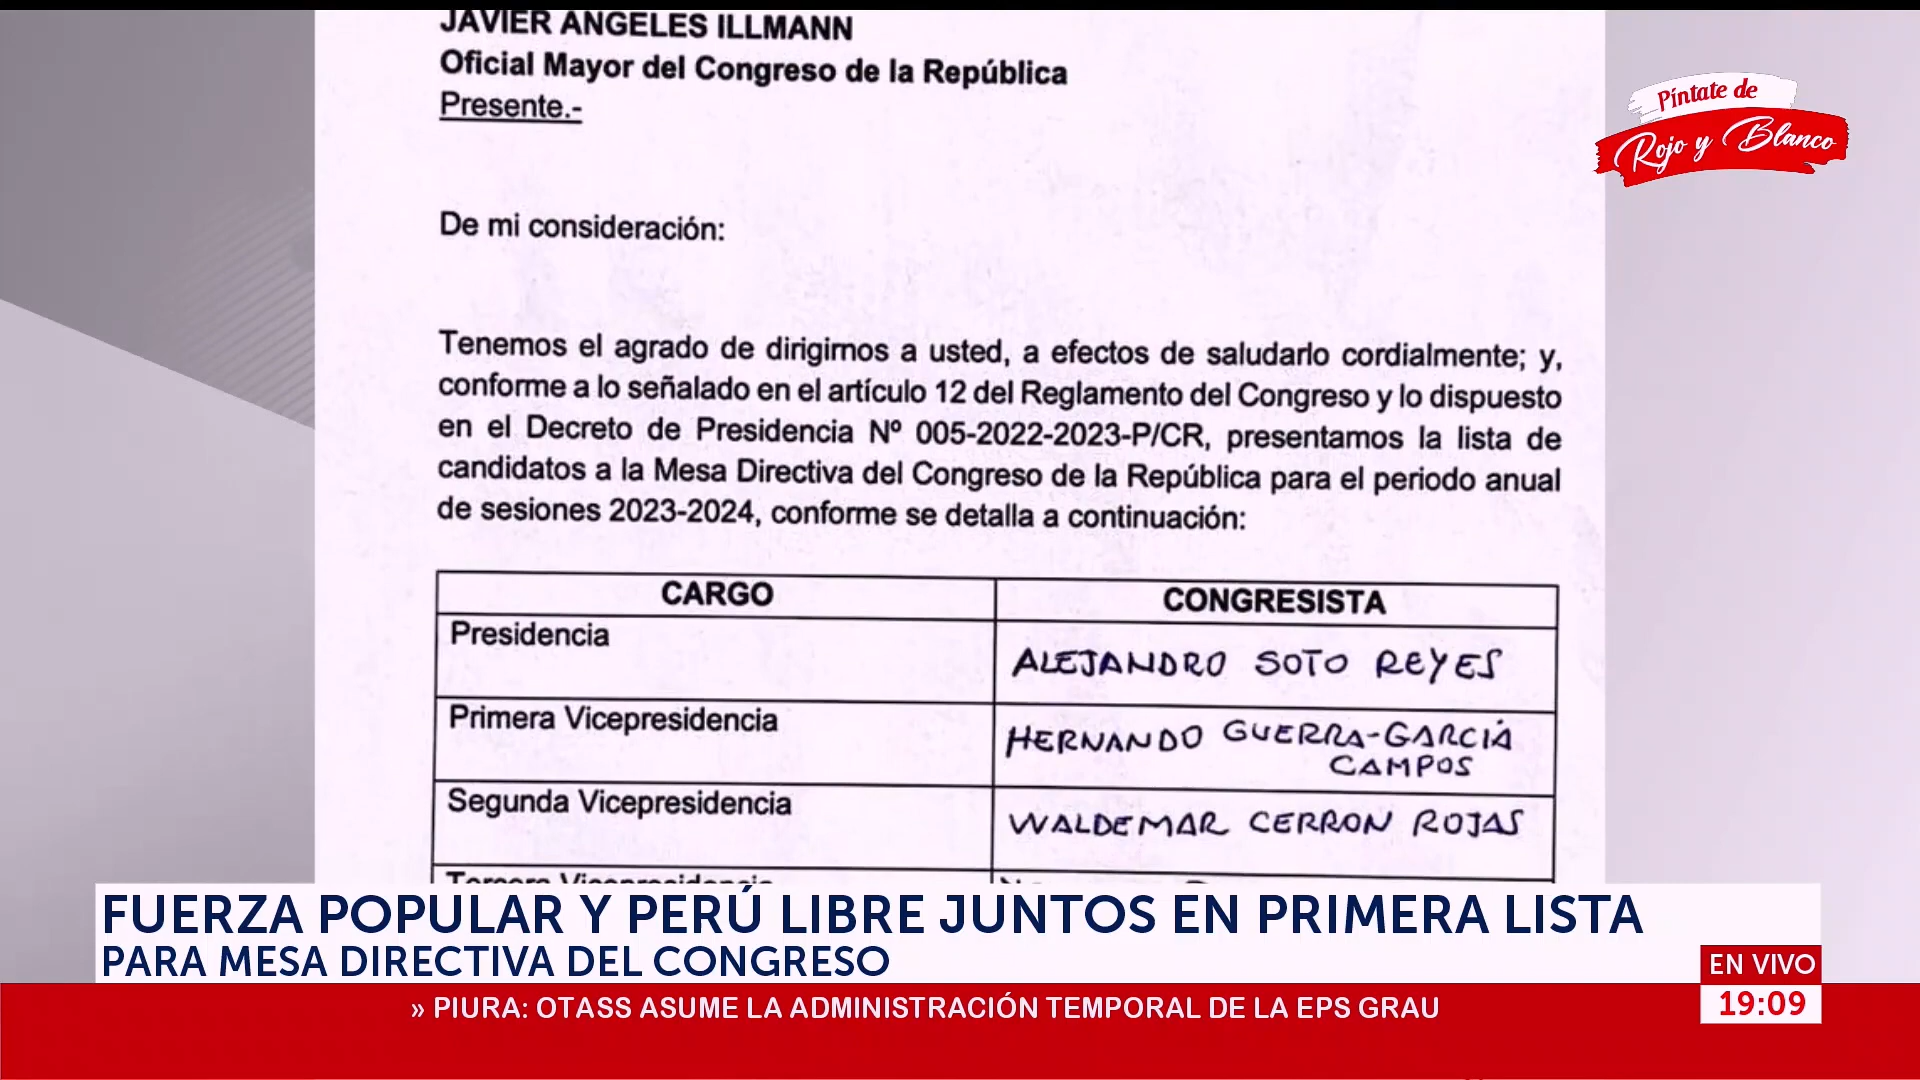 JAVIER ANGELES ILLMANN
Oficial Mayor del Congreso de la República
Presente.-
Píntate de
Rojo y Blanco
De mi consideración:
Tenemos el agrado de dirigirnos a usted, a efectos de saludarlo cordialmente; y,
conforme a lo señalado en el artículo 12 del Reglamento del Congreso y lo dispuesto
en el Decreto de Presidencia Nº 005-2022-2023-P/CR, presentamos la lista de
candidatos a la Mesa Directiva del Congreso de la República para el periodo anual
de sesiones 2023-2024, conforme se detalla a continuación:
CARGO CONGRESISTA
Presidencia ALEJANDRO SOTO REYES
Primera Vicepresidencia HERNANDO GUERRA-GARCÍA
CAMPOS
Segunda Vicepresidencia WALDEMAR CERRON ROJAS
Tercera Vicepresidencia
FUERZA POPULAR Y PERÚ LIBRE JUNTOS EN PRIMERA LISTA
PARA MESA DIRECTIVA DEL CONGRESO
EN VIVO
19:09
» PIURA: OTASS ASUME LA ADMINISTRACIÓN TEMPORAL DE LA EPS GRAU